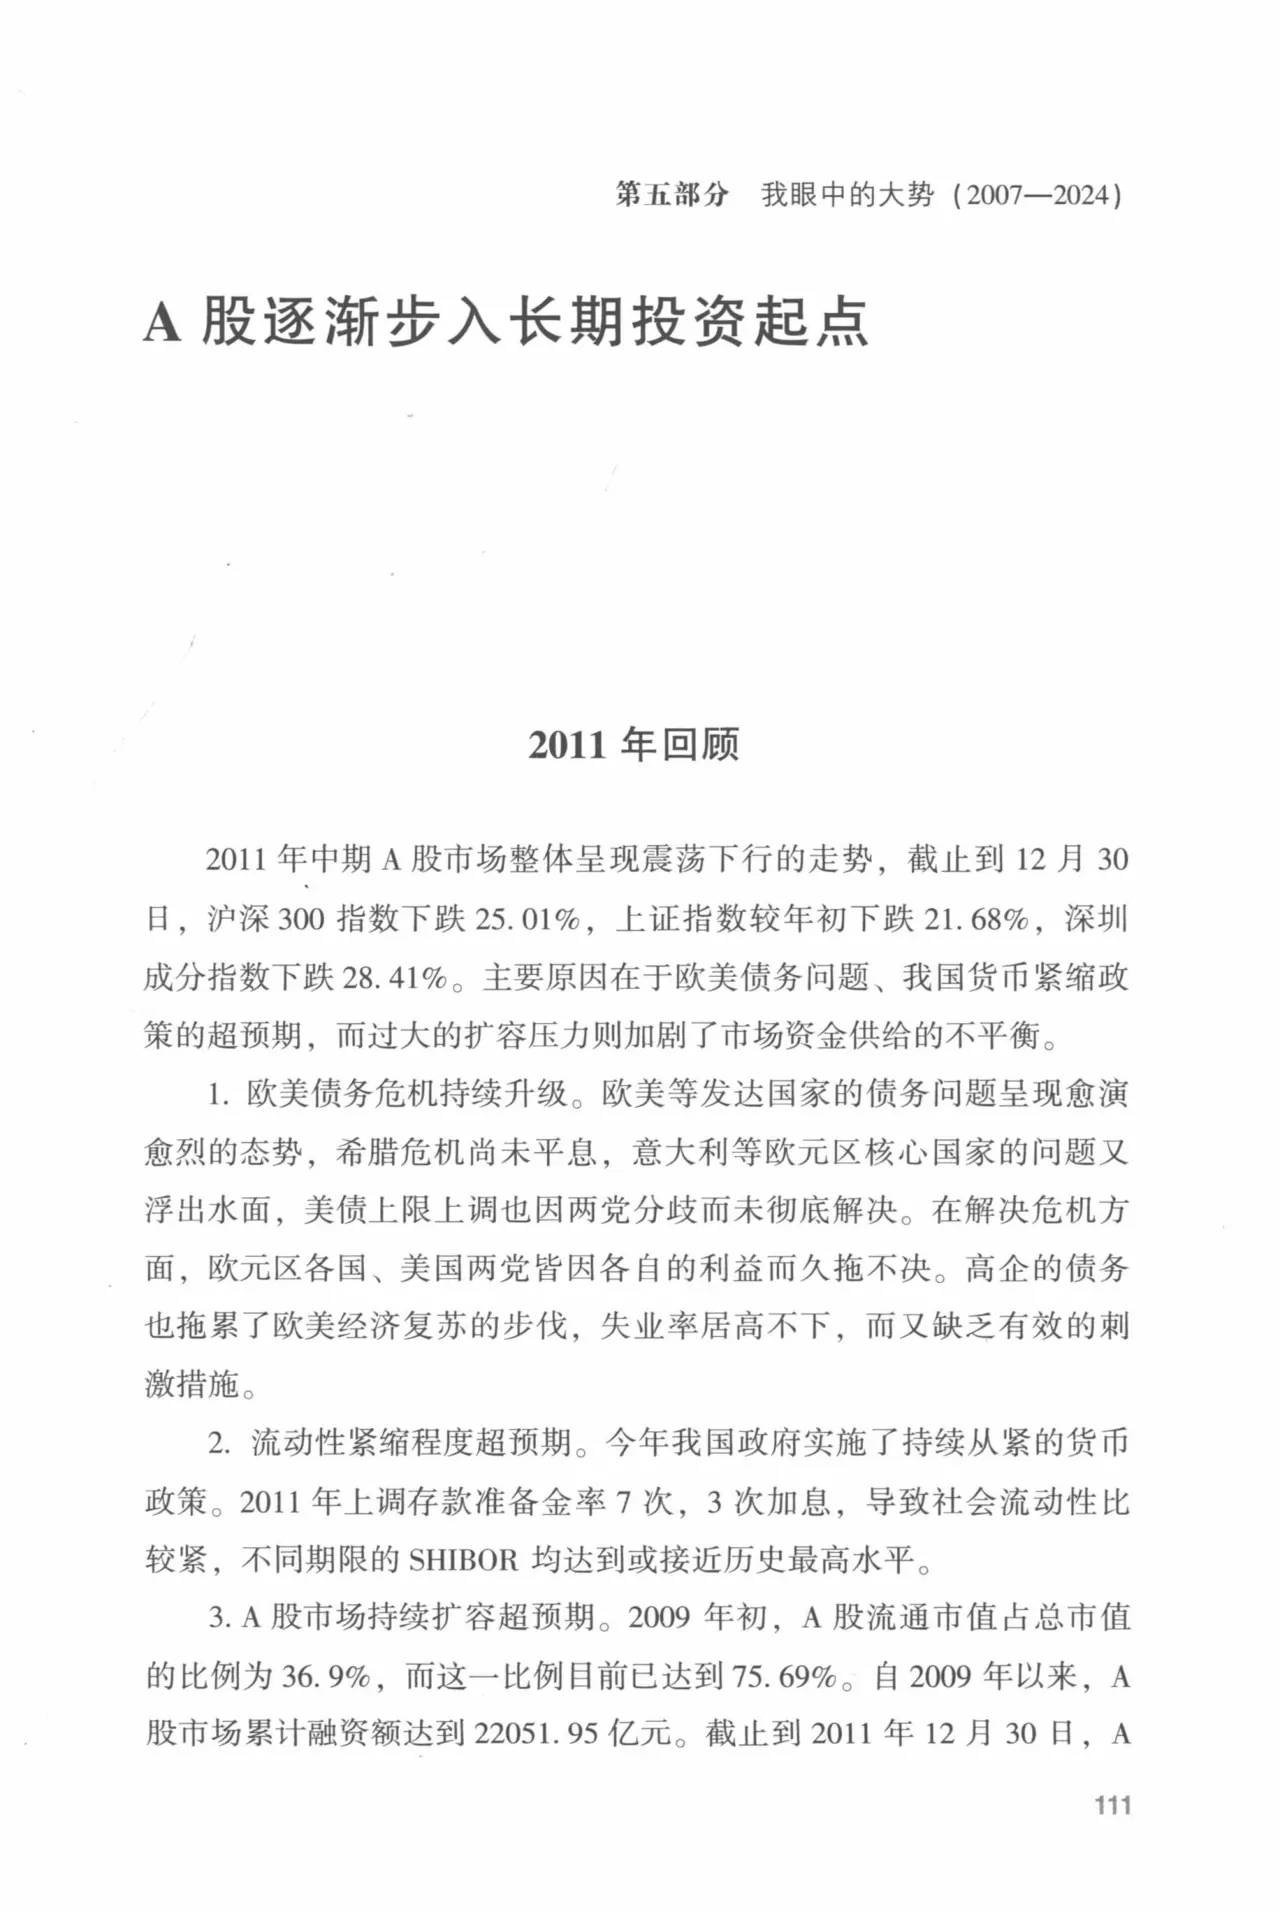 第五部分 我眼中的大势（2007—2024）
A 股逐渐步入长期投资起点
2011 年回顾
2011 年中期 A 股市场整体呈现震荡下行的走势，截止到 12 月 30
日，沪深 300 指数下跌 25.01%，上证指数较年初下跌 21.68%，深圳
成分指数下跌 28.41%。主要原因在于欧美债务问题、我国货币紧缩政
策的超预期，而过大的扩容压力则加剧了市场资金供给的不平衡。
1. 欧美债务危机持续升级。欧美等发达国家的债务问题呈现愈演
愈烈的态势，希腊危机尚未平息，意大利等欧元区核心国家的问题又
浮出水面，美债上限上调也因两党分歧而未彻底解决。在解决危机方
面，欧元区各国、美国两党皆因各自的利益而久拖不决。高企的债务
也拖累了欧美经济复苏的步伐，失业率居高不下，而又缺乏有效的刺
激措施。
2. 流动性紧缩程度超预期。今年我国政府实施了持续从紧的货币
政策。2011 年上调存款准备金率 7 次，3 次加息，导致社会流动性比
较紧，不同期限的 SHIBOR 均达到或接近历史最高水平。
3. A 股市场持续扩容超预期。2009 年初，A 股流通市值占总市值
的比例为 36.9%，而这一比例目前已达到 75.69%。自 2009 年以来，A
股市场累计融资额达到 22051.95 亿元。截止到 2011 年 12 月 30 日，A
111